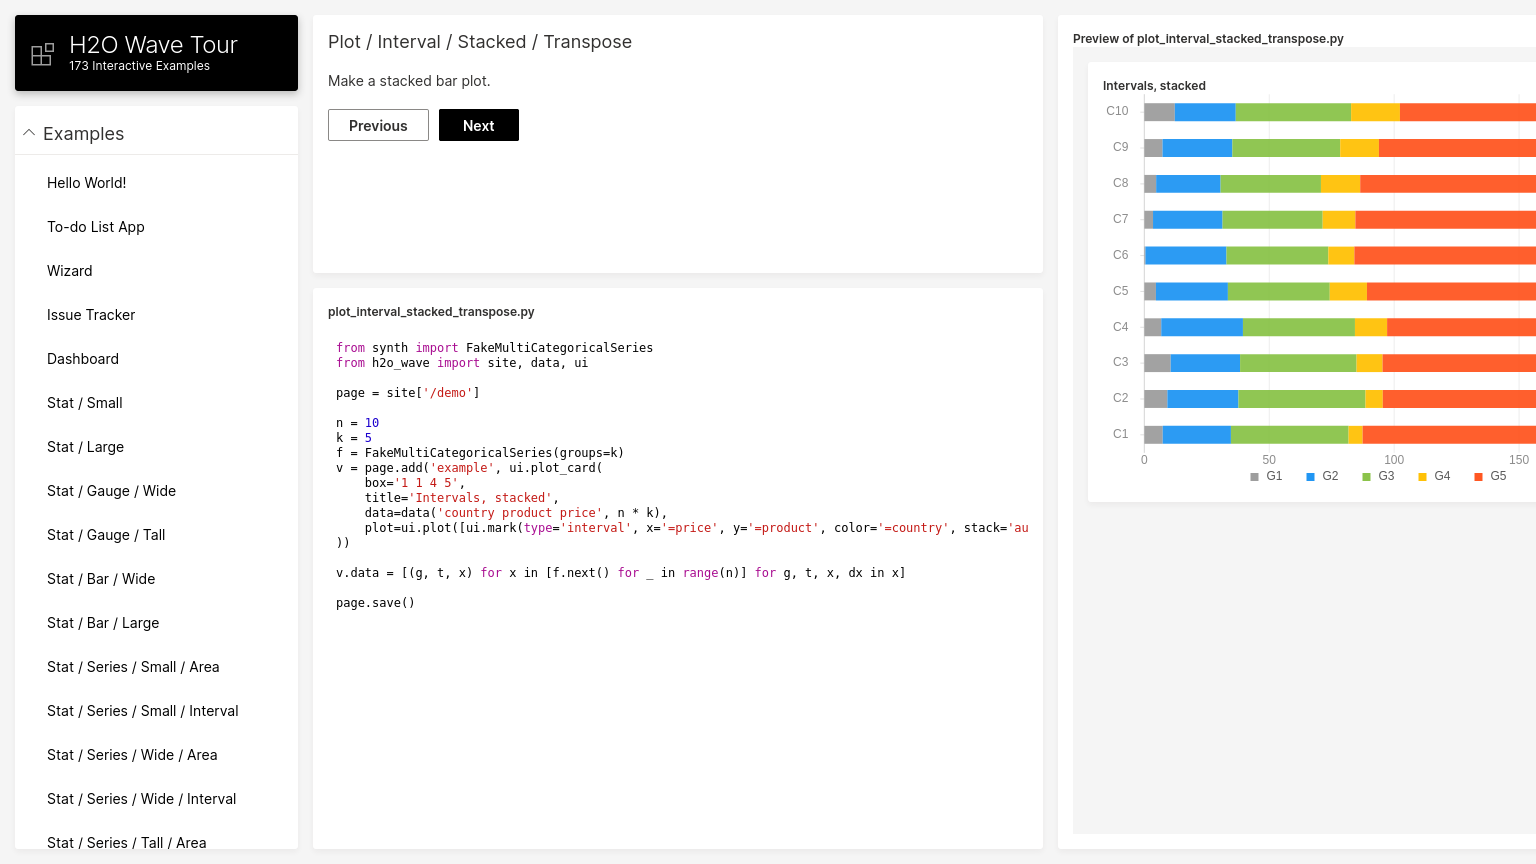 H2O Wave Tour
173 Interactive Examples
Examples
Hello World!
To-do List App
Wizard
Issue Tracker
Dashboard
Stat / Small
Stat / Large
Stat / Gauge / Wide
Stat / Gauge / Tall
Stat / Bar / Wide
Stat / Bar / Large
Stat / Series / Small / Area
Stat / Series / Small / Interval
Stat / Series / Wide / Area
Stat / Series / Wide / Interval
Stat / Series / Tall / Area
Plot / Interval / Stacked / Transpose
Make a stacked bar plot.
Previous Next
plot_interval_stacked_transpose.py
from synth import FakeMultiCategoricalSeries
from h2o_wave import site, data, ui
page = site['/demo']
n = 10
k = 5
f = FakeMultiCategoricalSeries(groups=k)
v = page.add('example', ui.plot_card(
    box='1 1 4 5',
    title='Intervals, stacked',
    data=data('country product price', n * k),
    plot=ui.plot([ui.mark(type='interval', x='=price', y='=product', color='=country', stack='au
))
v.data = [(g, t, x) for x in [f.next() for _ in range(n)] for g, t, x, dx in x]
page.save()
Preview of plot_interval_stacked_transpose.py
Intervals, stacked
C10
C9
C8
C7
C6
C5
C4
C3
C2
C1
0 50 100 150
G1 G2 G3 G4 G5